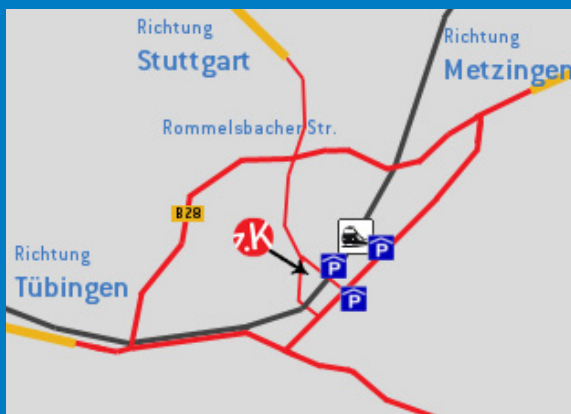 Richtung
Stuttgart
Richtung
Metzingen
Rommelsbacher Str.
B28
z.K
Richtung
Tübingen
P
P
P